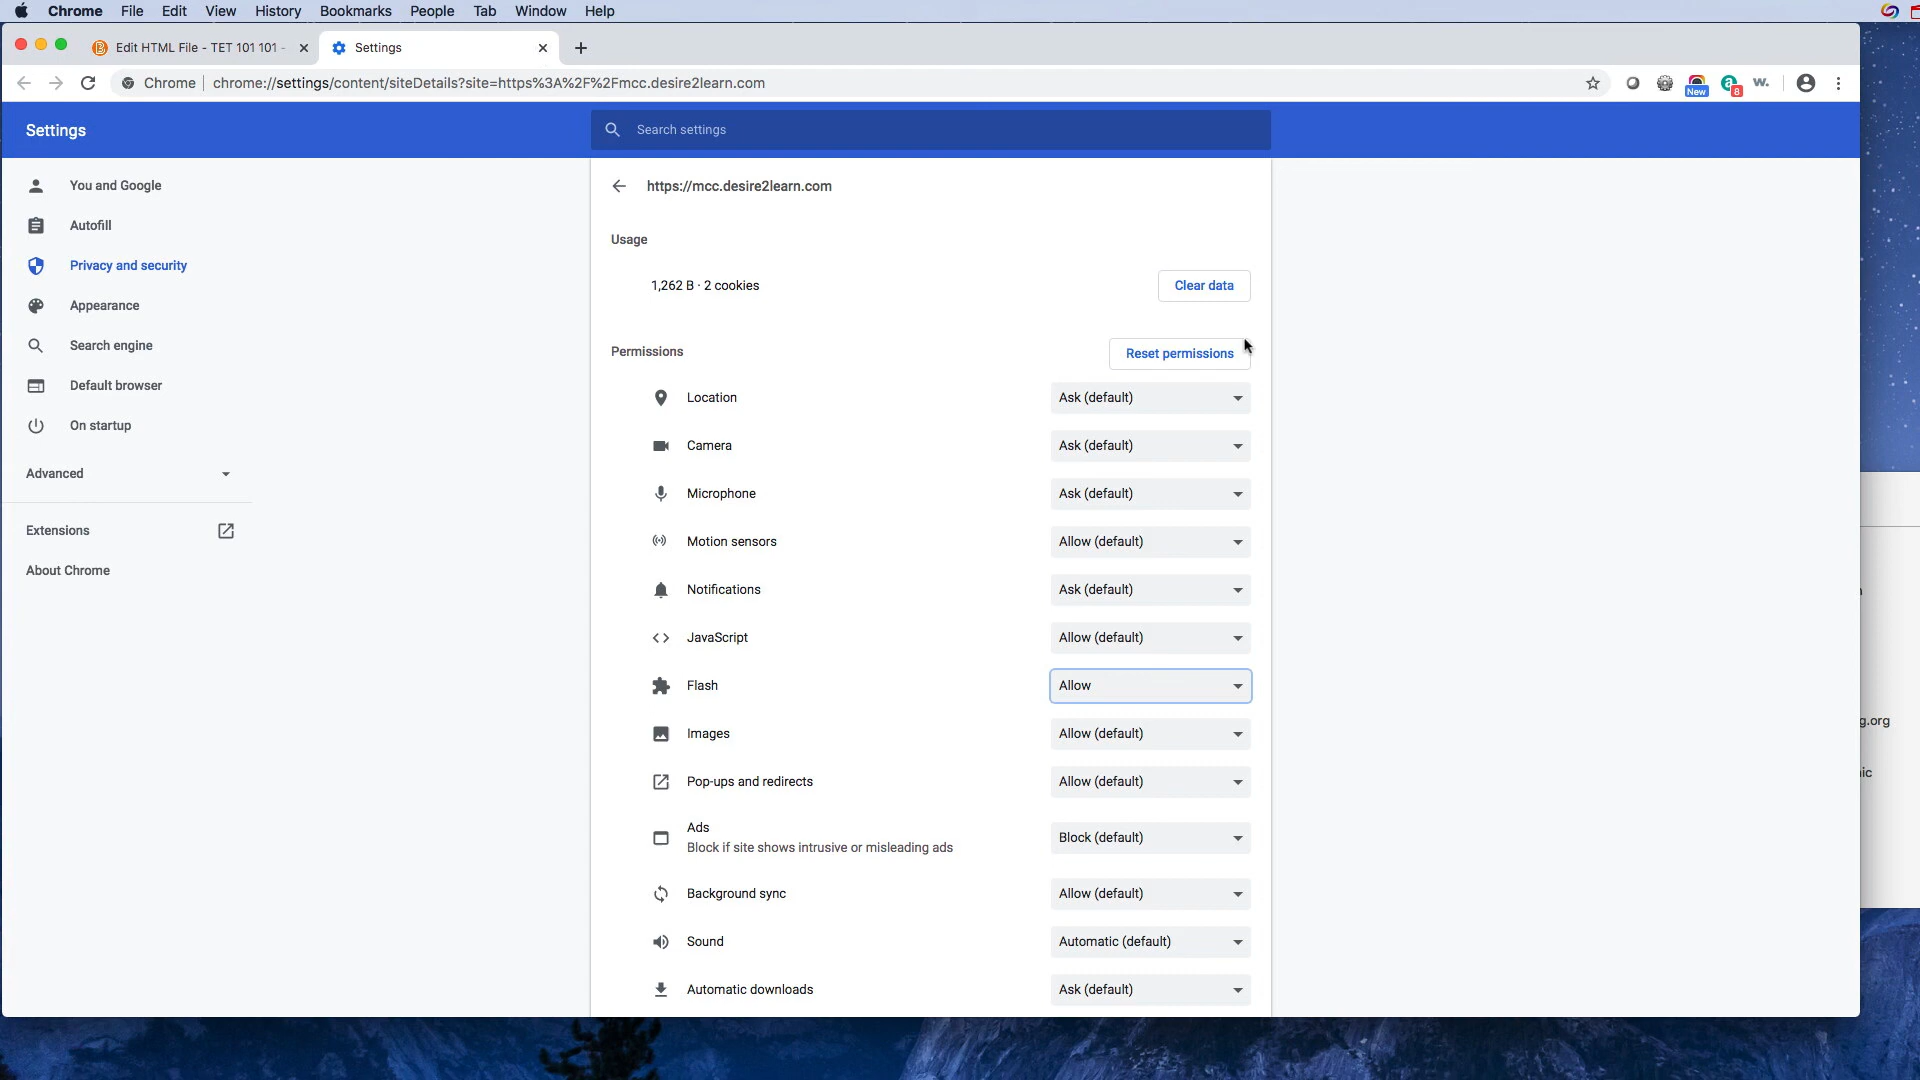 Chrome File Edit View History Bookmarks People Tab Window Help
Edit HTML File - TET 101 101 -
Settings
Chrome chrome://settings/content/siteDetails?site=https%3A%2F%2Fmcc.desire2learn.com
New
8
w.
Settings
Search settings
You and Google
Autofill
Privacy and security
Appearance
Search engine
Default browser
On startup
Advanced
Extensions
About Chrome
https://mcc.desire2learn.com
Usage
1,262 B · 2 cookies
Clear data
Permissions
Reset permissions
Location Ask (default)
Camera Ask (default)
Microphone Ask (default)
Motion sensors Allow (default)
Notifications Ask (default)
JavaScript Allow (default)
Flash Allow
Images Allow (default)
Pop-ups and redirects Allow (default)
Ads
Block if site shows intrusive or misleading ads
Block (default)
Background sync Allow (default)
Sound Automatic (default)
Automatic downloads Ask (default)
g.org
ic